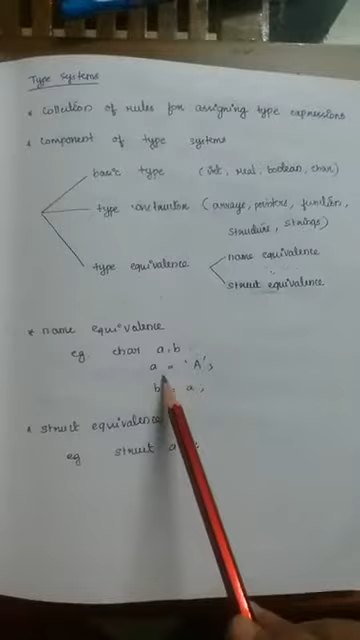 Type Systems
* collection of rules for assigning type expressions
* component of type systems
basic type (int, real, boolean, char)
type construction (arrays, pointers, function,
structure, strings)
type equivalence
name equivalence
struct equivalence
* name equivalence
eg. char a,b
a = 'A';
b a,
* struct equivalence
eg struct a